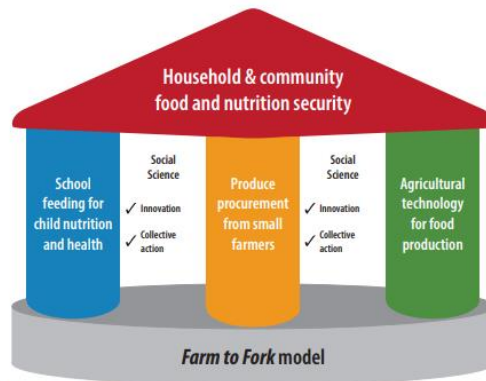 Household & community
food and nutrition security
School
feeding for
child nutrition
and health
Social
Science
✓ Innovation
✓ Collective
action
Produce
procurement
from small
farmers
Social
Science
✓ Innovation
✓ Collective
action
Agricultural
technology
for food
production
Farm to Fork model